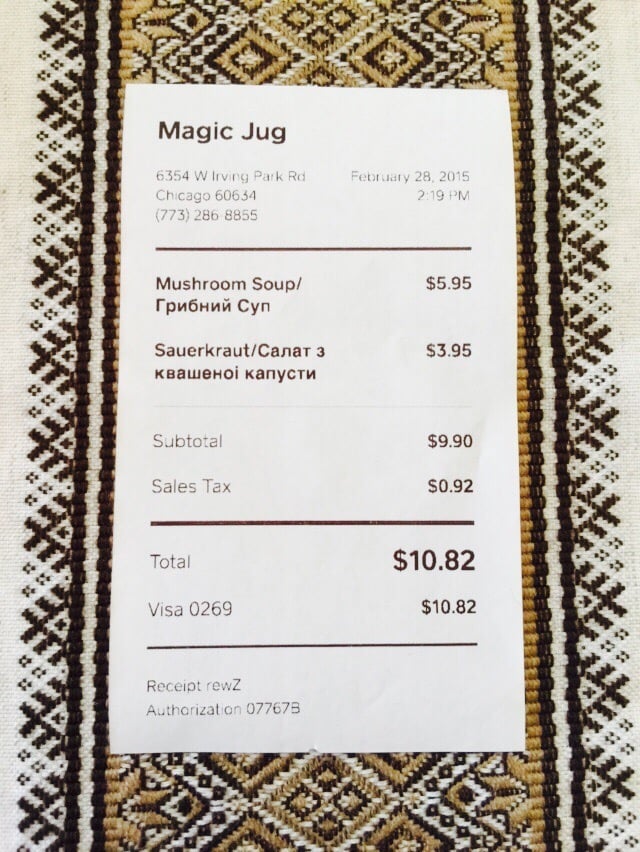 Magic Jug
6354 W Irving Park Rd February 28, 2015
Chicago 60634 2:19 PM
(773) 286-8855
Mushroom Soup/ $5.95
Грибний Суп
Sauerkraut/Салат з $3.95
квашеноі капусти
Subtotal $9.90
Sales Tax $0.92
Total $10.82
Visa 0269 $10.82
Receipt rewZ
Authorization 07767B